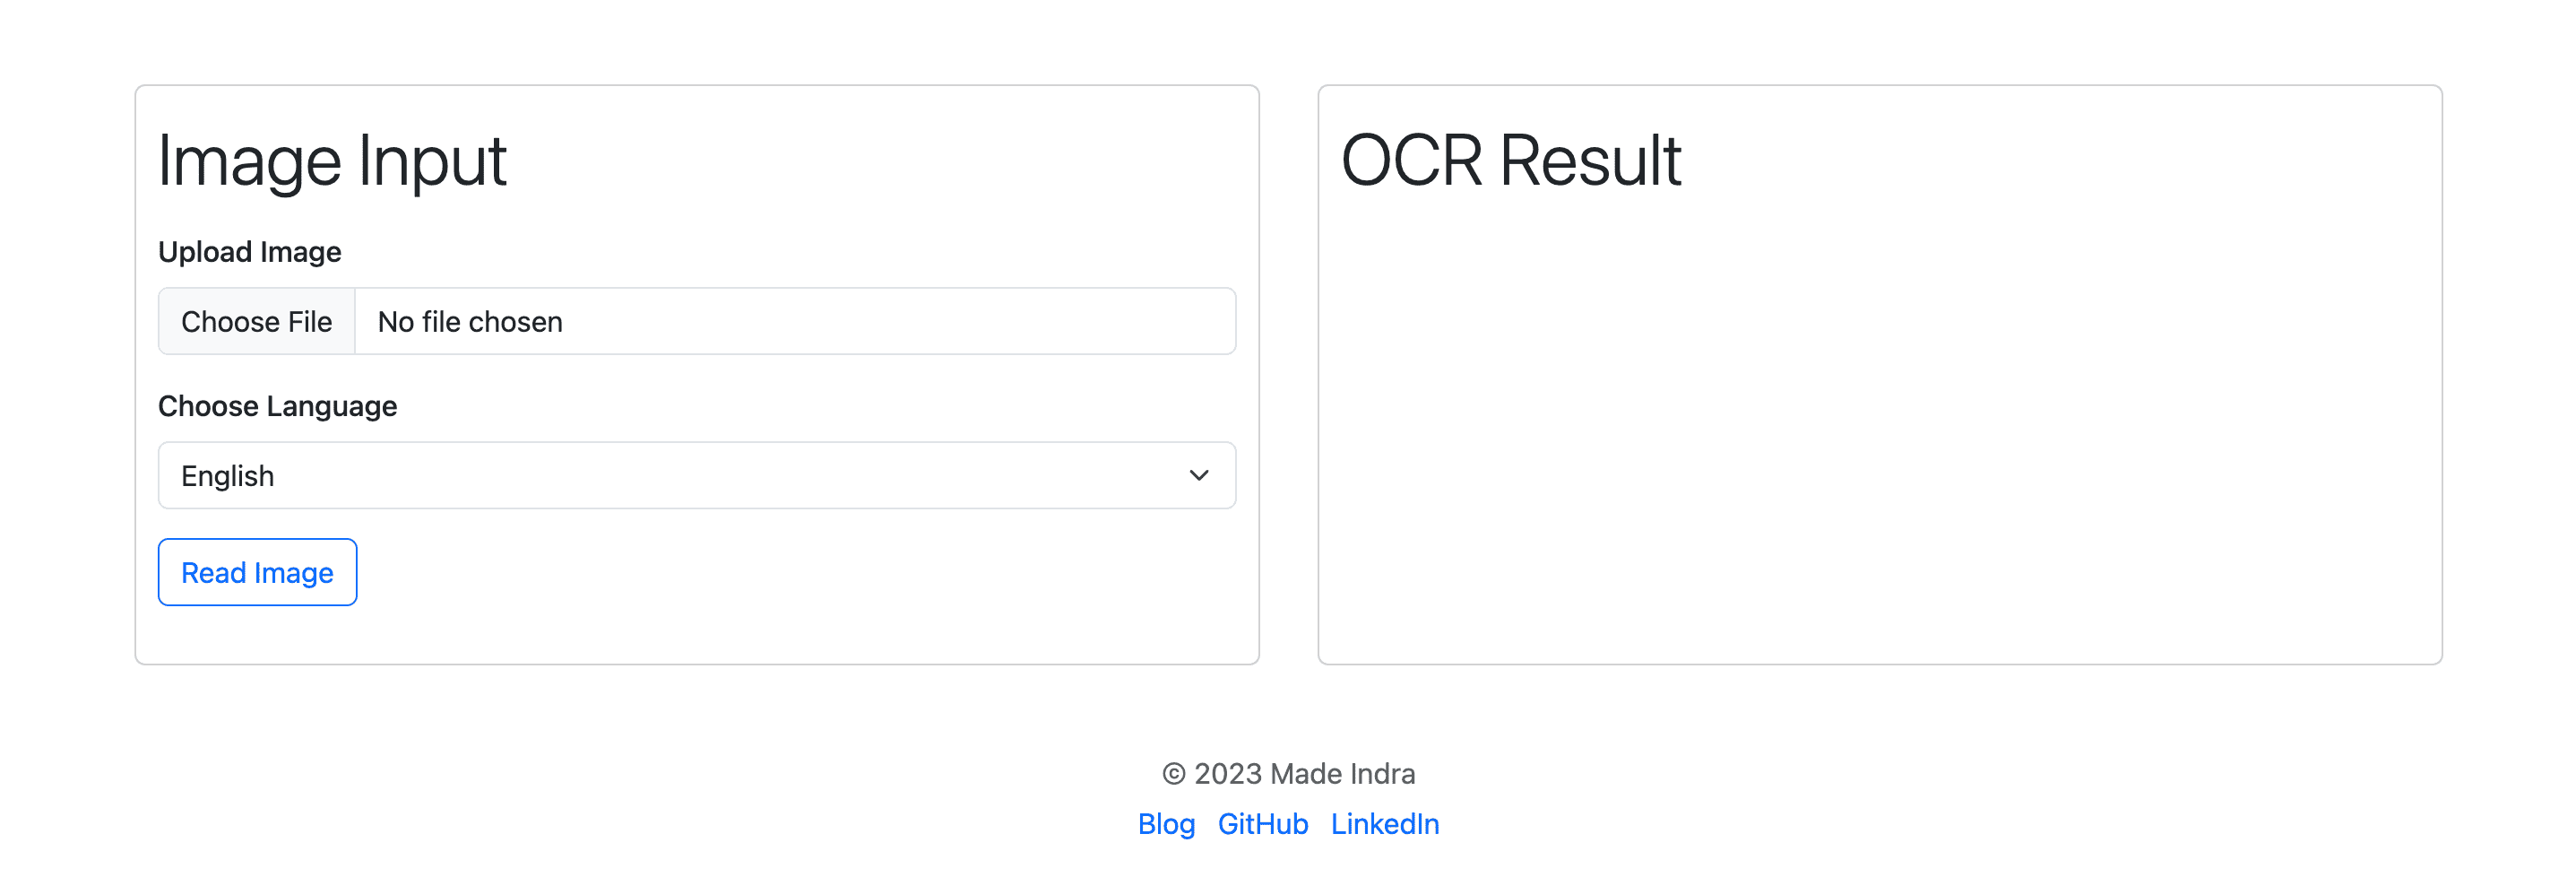 Image Input
Upload Image
Choose File No file chosen
Choose Language
English
Read Image
OCR Result
© 2023 Made Indra
Blog GitHub LinkedIn